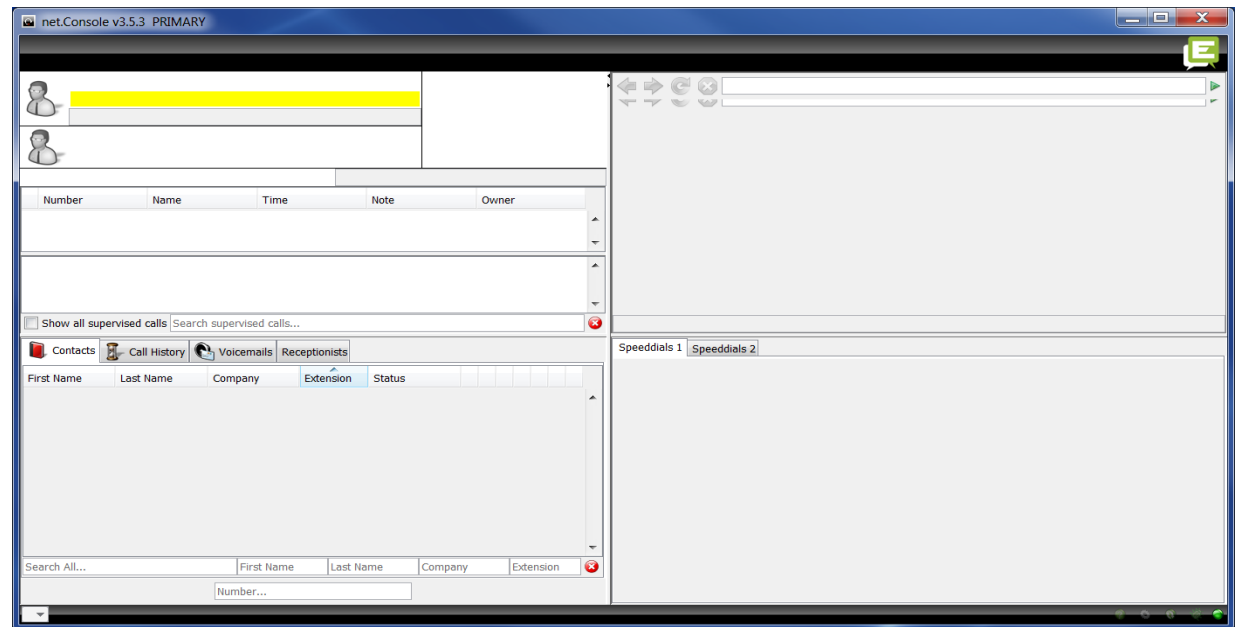 net.Console v3.5.3 PRIMARY
E
Number Name Time Note Owner
Show all supervised calls Search supervised calls...
Contacts Call History Voicemails Receptionists
First Name Last Name Company Extension Status
Search All... First Name Last Name Company Extension
Number...
Speeddials 1 Speeddials 2